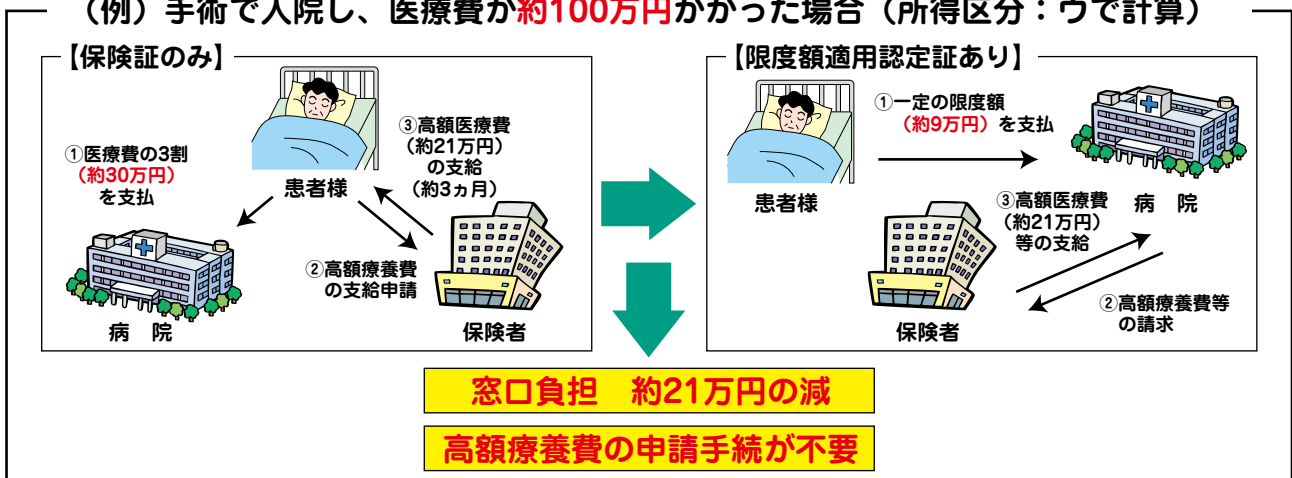 （例）手術で入院し、医療費が約100万円かかった場合（所得区分：ウで計算）
【保険証のみ】
①医療費の3割
（約30万円）
を支払
患者様
③高額医療費
（約21万円）
の支給
（約3ヵ月）
②高額療養費
の支給申請
病　院
保険者
【限度額適用認定証あり】
①一定の限度額
（約9万円）を支払
患者様
病　院
③高額医療費
（約21万円）
等の支給
②高額療養費等
の請求
保険者
窓口負担　約21万円の減
高額療養費の申請手続が不要